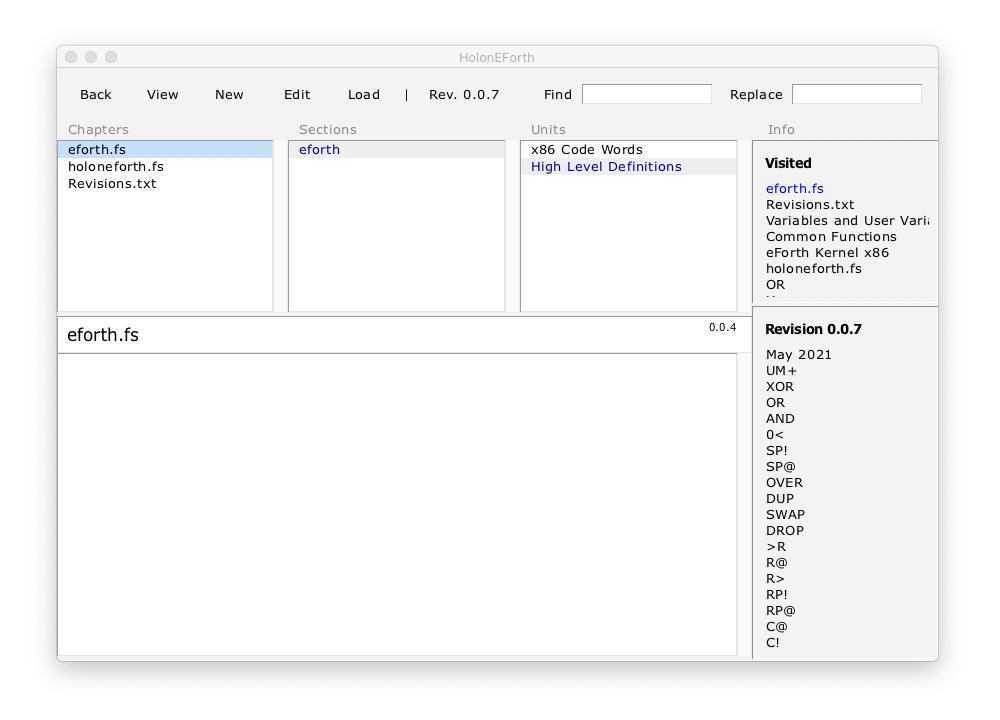 HolonEForth
Back View New Edit Load | Rev. 0.0.7 Find Replace
Chapters Sections Units Info
eforth.fs
holoneforth.fs
Revisions.txt
eforth
x86 Code Words
High Level Definitions
Visited
eforth.fs
Revisions.txt
Variables and User Vari
Common Functions
eForth Kernel x86
holoneforth.fs
OR
eforth.fs 0.0.4
Revision 0.0.7
May 2021
UM+
XOR
OR
AND
0<
SP!
SP@
OVER
DUP
SWAP
DROP
>R
R@
R>
RP!
RP@
C@
C!